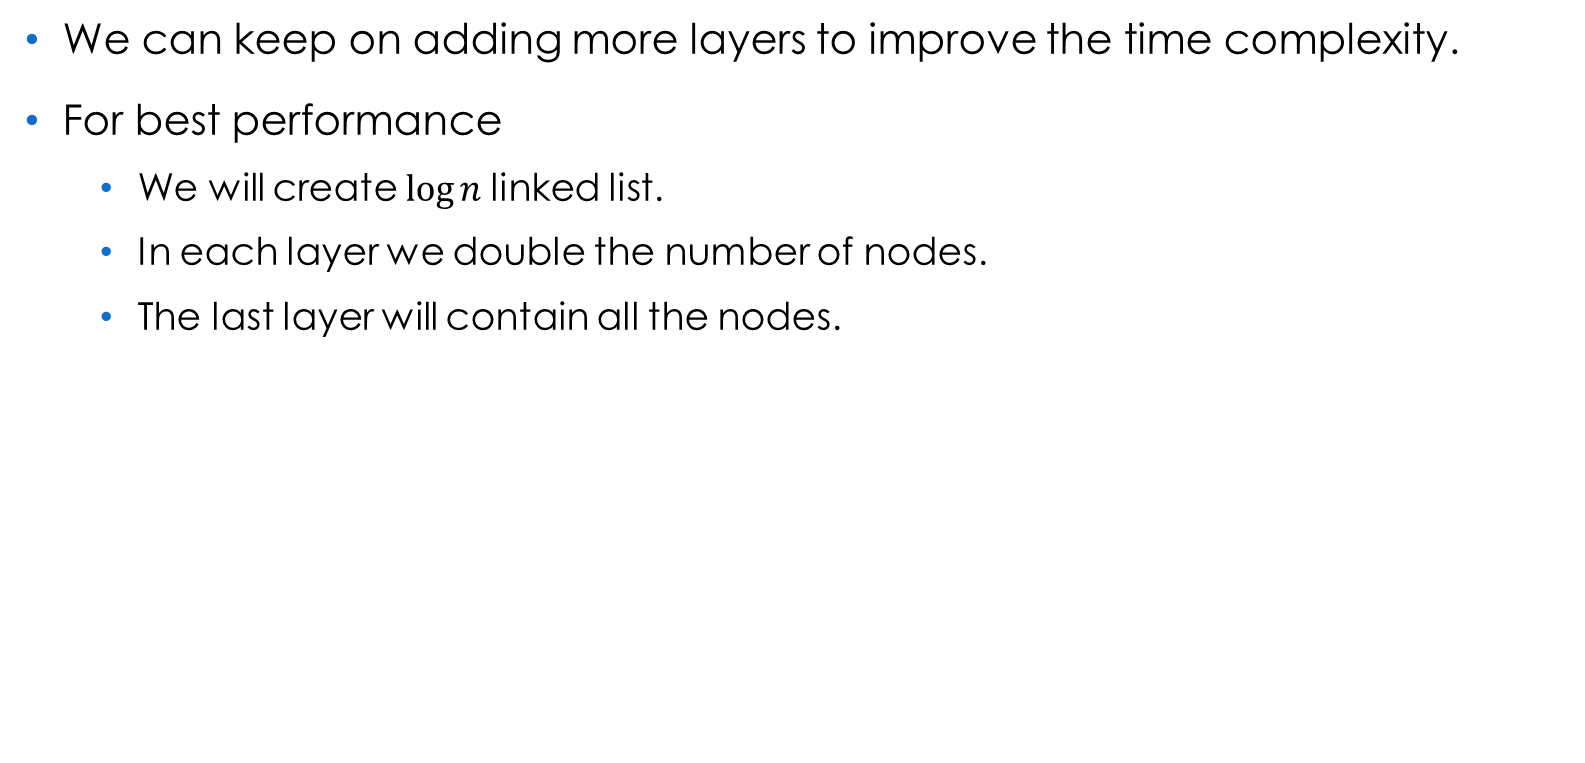 • We can keep on adding more layers to improve the time complexity.
• For best performance
• We will create log n linked list.
• In each layer we double the number of nodes.
• The last layer will contain all the nodes.